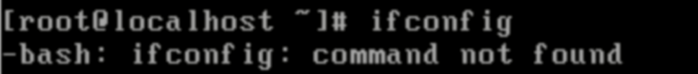 [root@localhost ~]# ifconfig
-bash: ifconfig: command not found